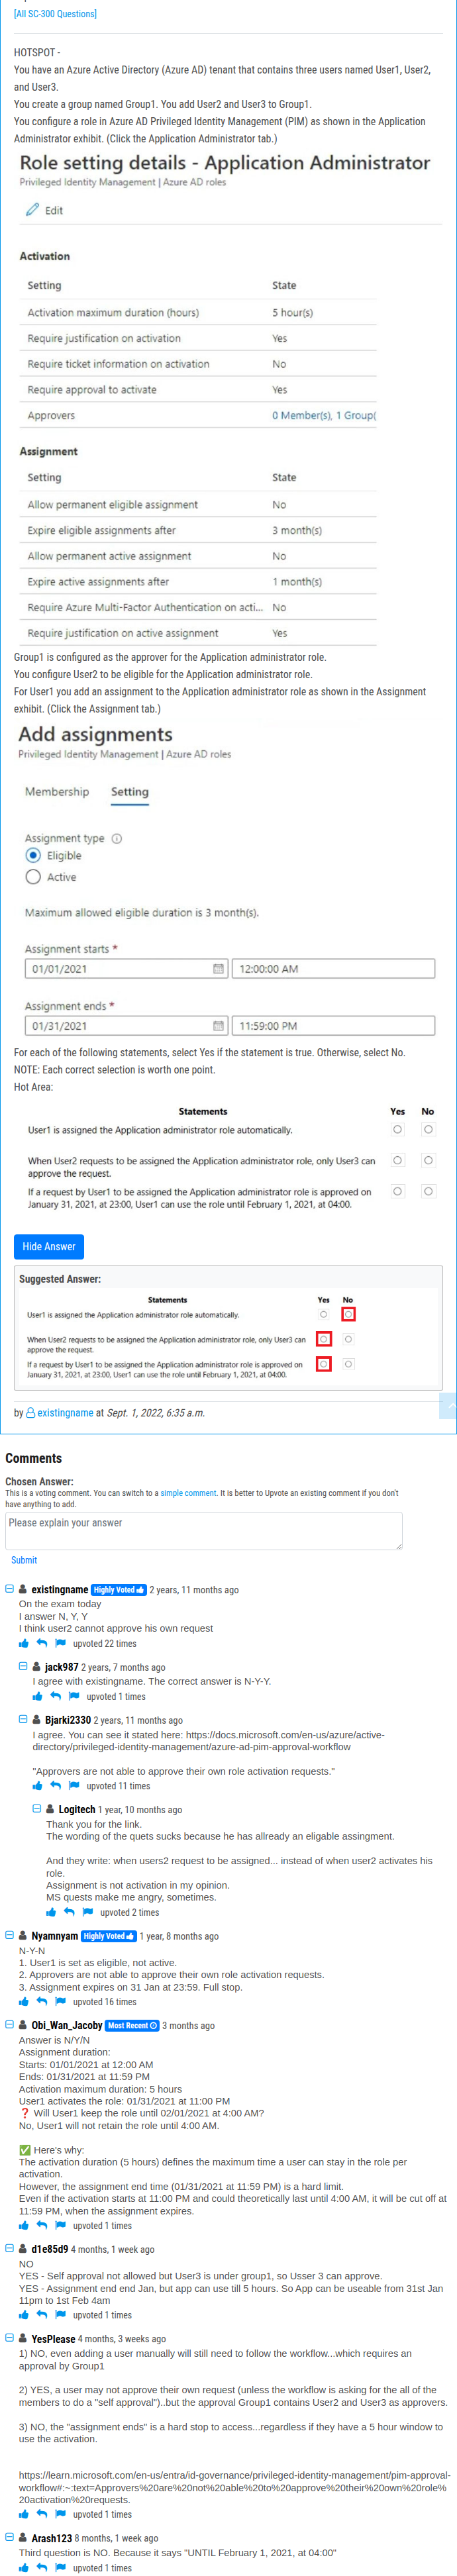 [All SC-300 Questions]
HOTSPOT -
You have an Azure Active Directory (Azure AD) tenant that contains three users named User1, User2,
and User3.
You create a group named Group1. You add User2 and User3 to Group1.
You configure a role in Azure AD Privileged Identity Management (PIM) as shown in the Application
Administrator exhibit. (Click the Application Administrator tab.)
Role setting details - Application Administrator
Privileged Identity Management | Azure AD roles
Edit
Activation
Setting State
Activation maximum duration (hours) 5 hour(s)
Require justification on activation Yes
Require ticket information on activation No
Require approval to activate Yes
Approvers 0 Member(s), 1 Group(
Assignment
Setting State
Allow permanent eligible assignment No
Expire eligible assignments after 3 month(s)
Allow permanent active assignment No
Expire active assignments after 1 month(s)
Require Azure Multi-Factor Authentication on acti... No
Require justification on active assignment Yes
Group1 is configured as the approver for the Application administrator role.
You configure User2 to be eligible for the Application administrator role.
For User1 you add an assignment to the Application administrator role as shown in the Assignment
exhibit. (Click the Assignment tab.)
Add assignments
Privileged Identity Management | Azure AD roles
Membership Setting
Assignment type
Eligible
Active
Maximum allowed eligible duration is 3 month(s).
Assignment starts *
01/01/2021 12:00:00 AM
Assignment ends *
01/31/2021 11:59:00 PM
For each of the following statements, select Yes if the statement is true. Otherwise, select No.
NOTE: Each correct selection is worth one point.
Hot Area:
Statements Yes No
User1 is assigned the Application administrator role automatically.
When User2 requests to be assigned the Application administrator role, only User3 can
approve the request.
If a request by User1 to be assigned the Application administrator role is approved on
January 31, 2021, at 23:00, User1 can use the role until February 1, 2021, at 04:00.
Hide Answer
Suggested Answer:
Statements Yes No
User1 is assigned the Application administrator role automatically.
When User2 requests to be assigned the Application administrator role, only User3 can
approve the request.
If a request by User1 to be assigned the Application administrator role is approved on
January 31, 2021, at 23:00, User1 can use the role until February 1, 2021, at 04:00.
by existingname at Sept. 1, 2022, 6:35 a.m.
Comments
Chosen Answer:
This is a voting comment. You can switch to a simple comment. It is better to Upvote an existing comment if you don't
have anything to add.
Please explain your answer
Submit
existingname Highly Voted 2 years, 11 months ago
On the exam today
I answer N, Y, Y
I think user2 cannot approve his own request
upvoted 22 times
jack987 2 years, 7 months ago
I agree with existingname. The correct answer is N-Y-Y.
upvoted 1 times
Bjarki2330 2 years, 11 months ago
I agree. You can see it stated here: https://docs.microsoft.com/en-us/azure/active-
directory/privileged-identity-management/azure-ad-pim-approval-workflow
"Approvers are not able to approve their own role activation requests."
upvoted 11 times
Logitech 1 year, 10 months ago
Thank you for the link.
The wording of the quets sucks because he has allready an eligable assingment.
And they write: when users2 request to be assigned... instead of when user2 activates his
role.
Assignment is not activation in my opinion.
MS quests make me angry, sometimes.
upvoted 2 times
Nyamnyam Highly Voted 1 year, 8 months ago
N-Y-N
1. User1 is set as eligible, not active.
2. Approvers are not able to approve their own role activation requests.
3. Assignment expires on 31 Jan at 23:59. Full stop.
upvoted 16 times
Obi_Wan_Jacoby Most Recent 3 months ago
Answer is N/Y/N
Assignment duration:
Starts: 01/01/2021 at 12:00 AM
Ends: 01/31/2021 at 11:59 PM
Activation maximum duration: 5 hours
User1 activates the role: 01/31/2021 at 11:00 PM
❓ Will User1 keep the role until 02/01/2021 at 4:00 AM?
No, User1 will not retain the role until 4:00 AM.
✅ Here's why:
The activation duration (5 hours) defines the maximum time a user can stay in the role per
activation.
However, the assignment end time (01/31/2021 at 11:59 PM) is a hard limit.
Even if the activation starts at 11:00 PM and could theoretically last until 4:00 AM, it will be cut off at
11:59 PM, when the assignment expires.
upvoted 1 times
d1e85d9 4 months, 1 week ago
NO
YES - Self approval not allowed but User3 is under group1, so Usser 3 can approve.
YES - Assignment end end Jan, but app can use till 5 hours. So App can be useable from 31st Jan
11pm to 1st Feb 4am
upvoted 1 times
YesPlease 4 months, 3 weeks ago
1) NO, even adding a user manually will still need to follow the workflow...which requires an
approval by Group1
2) YES, a user may not approve their own request (unless the workflow is asking for the all of the
members to do a "self approval")..but the approval Group1 contains User2 and User3 as approvers.
3) NO, the "assignment ends" is a hard stop to access...regardless if they have a 5 hour window to
use the activation.
https://learn.microsoft.com/en-us/entra/id-governance/privileged-identity-management/pim-approval-
workflow#:~:text=Approvers%20are%20not%20able%20to%20approve%20their%20own%20role%
20activation%20requests.
upvoted 1 times
Arash123 8 months, 1 week ago
Third question is NO. Because it says "UNTIL February 1, 2021, at 04:00"
upvoted 1 times